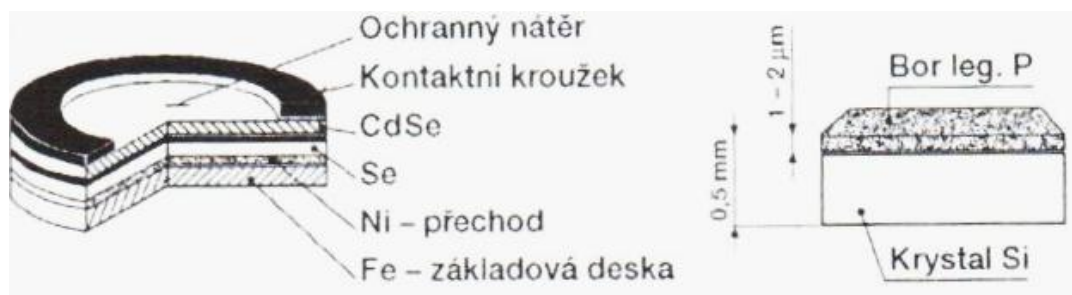 Ochranný nátěr
Kontaktní kroužek
CdSe
Se
Ni – přechod
Fe – základová deska
1 – 2 μm
0,5 mm
Bor leg. P
Krystal Si